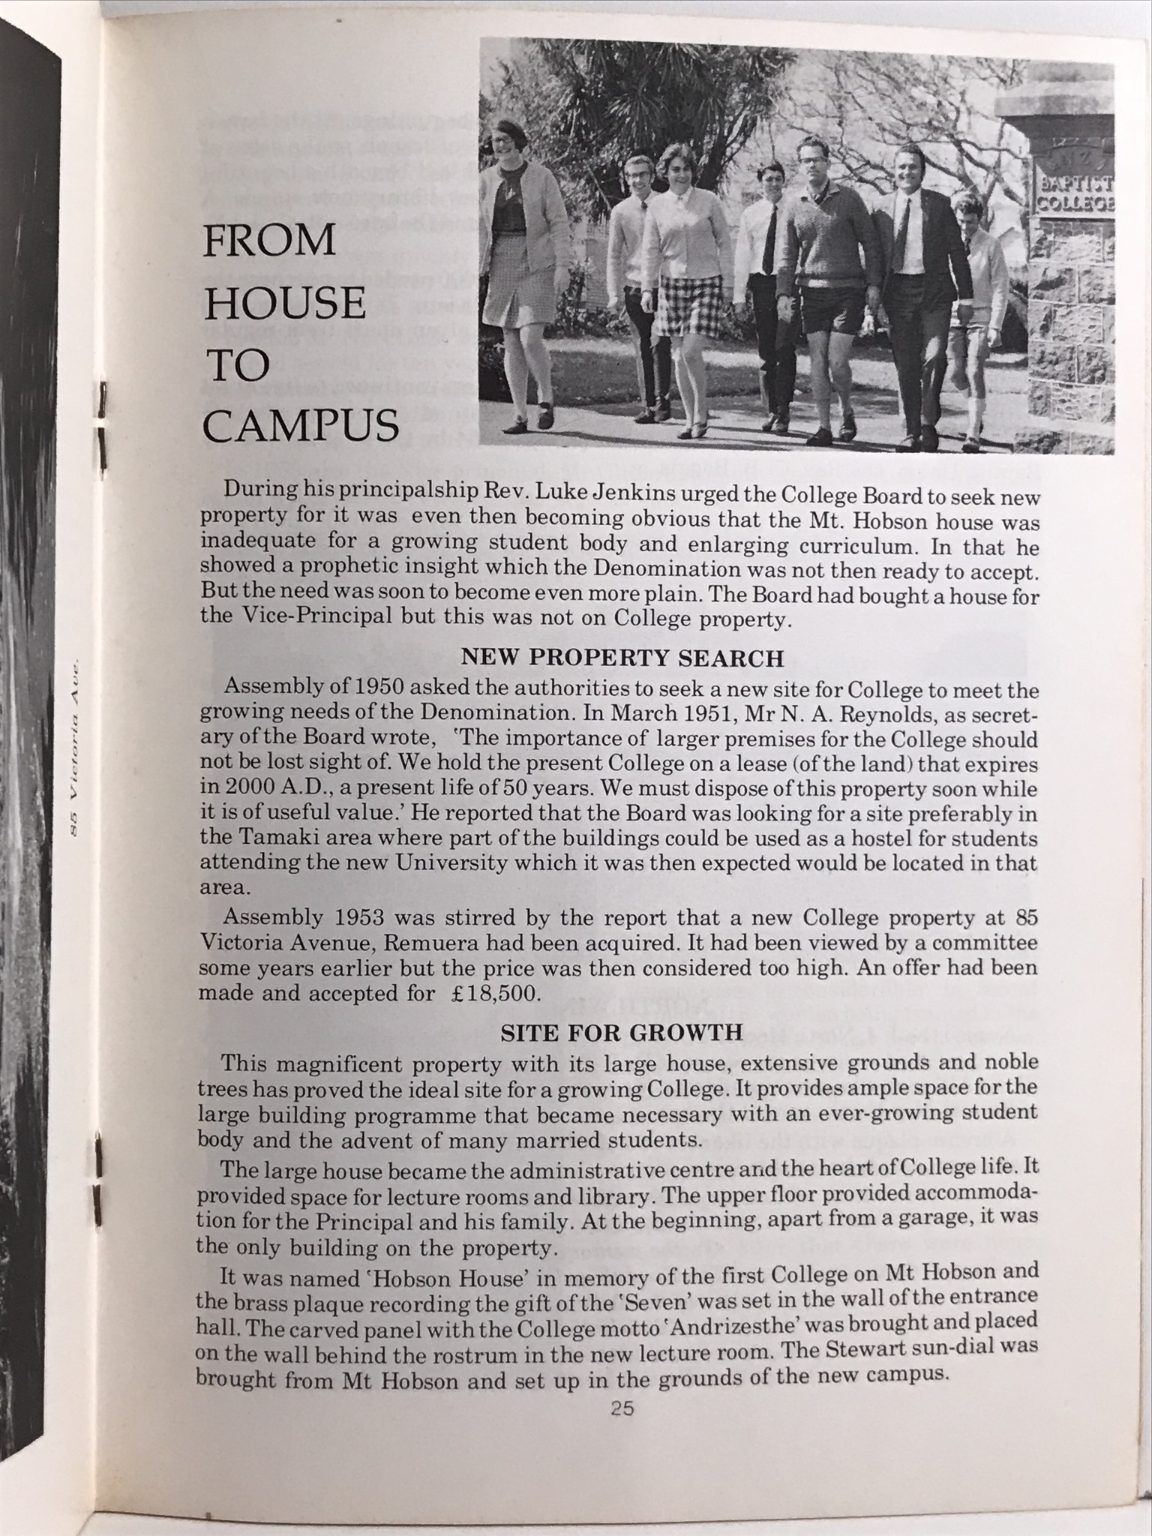 FROM
HOUSE
TO
CAMPUS
N.Z.
BAPTIST
COLLEGE
85 Victoria Ave.
During his principalship Rev. Luke Jenkins urged the College Board to seek new
property for it was even then becoming obvious that the Mt. Hobson house was
inadequate for a growing student body and enlarging curriculum. In that he
showed a prophetic insight which the Denomination was not then ready to accept.
But the need was soon to become even more plain. The Board had bought a house for
the Vice-Principal but this was not on College property.
NEW PROPERTY SEARCH
Assembly of 1950 asked the authorities to seek a new site for College to meet the
growing needs of the Denomination. In March 1951, Mr N. A. Reynolds, as secret-
ary of the Board wrote, 'The importance of larger premises for the College should
not be lost sight of. We hold the present College on a lease (of the land) that expires
in 2000 A.D., a present life of 50 years. We must dispose of this property soon while
it is of useful value.' He reported that the Board was looking for a site preferably in
the Tamaki area where part of the buildings could be used as a hostel for students
attending the new University which it was then expected would be located in that
area.
Assembly 1953 was stirred by the report that a new College property at 85
Victoria Avenue, Remuera had been acquired. It had been viewed by a committee
some years earlier but the price was then considered too high. An offer had been
made and accepted for £18,500.
SITE FOR GROWTH
This magnificent property with its large house, extensive grounds and noble
trees has proved the ideal site for a growing College. It provides ample space for the
large building programme that became necessary with an ever-growing student
body and the advent of many married students.
The large house became the administrative centre and the heart of College life. It
provided space for lecture rooms and library. The upper floor provided accommoda-
tion for the Principal and his family. At the beginning, apart from a garage, it was
the only building on the property.
It was named 'Hobson House' in memory of the first College on Mt Hobson and
the brass plaque recording the gift of the 'Seven' was set in the wall of the entrance
hall. The carved panel with the College motto 'Andrizesthe' was brought and placed
on the wall behind the rostrum in the new lecture room. The Stewart sun-dial was
brought from Mt Hobson and set up in the grounds of the new campus.
25